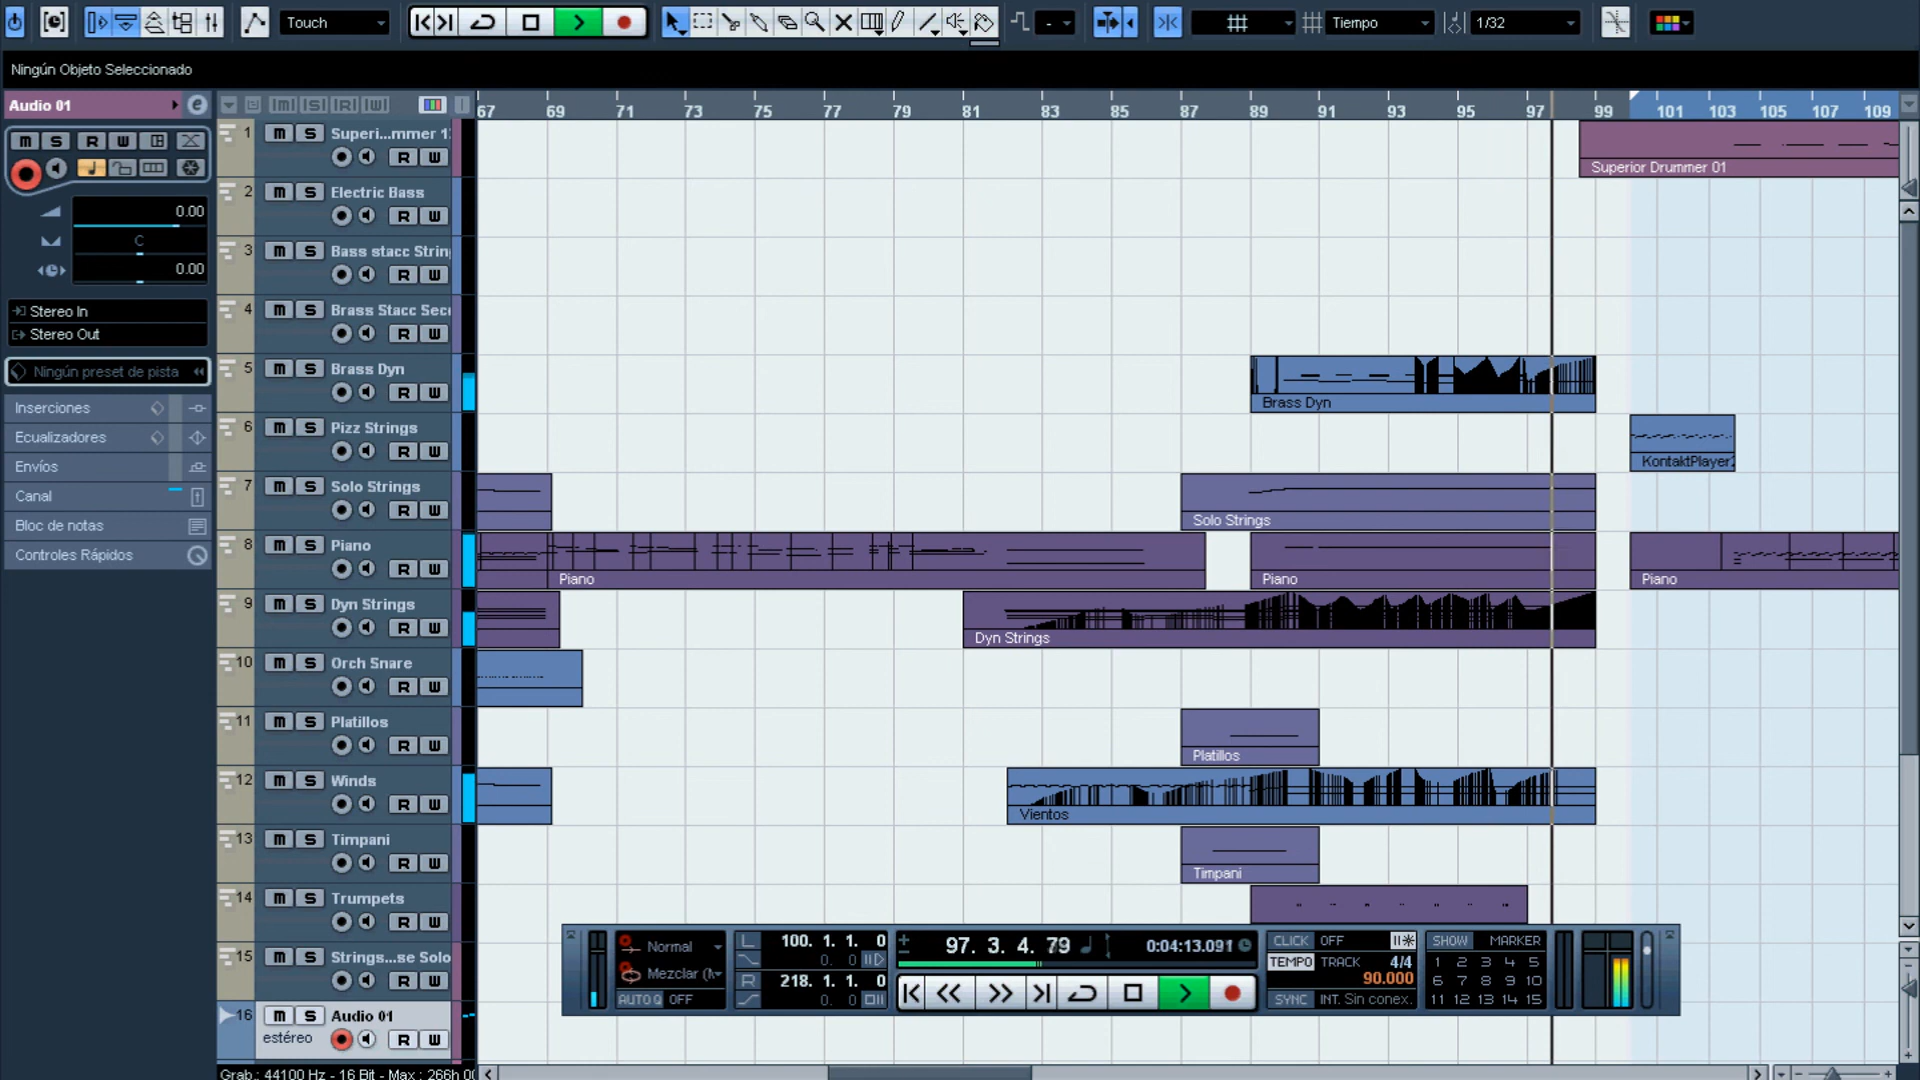 Touch
-
Tiempo
1/32
Ningún Objeto Seleccionado
Audio 01
e
M S R W
0.00
C
0.00
Stereo In
Stereo Out
Ningún preset de pista
Inserciones
Ecualizadores
Envíos
Canal
Bloc de notas
Controles Rápidos
67 69 71 73 75 77 79 81 83 85 87 89 91 93 95 97 99 101 103 105 107 109
1 m S
R W
2 m S Electric Bass
R W
3 m S Bass stacc
R W
4 m S Brass Stacc
R W
5 m S Brass Dyn
R W
6 m S Pizz Strings
R W
7 m S Solo Strings
R W
8 m S Piano
R W
9 m S Dyn Strings
R W
10 m S Orch Snare
R W
11 m S Platillos
R W
12 m S Winds
R W
13 m S Timpani
R W
14 m S Trumpets
R W
15 m S Strings...se Solo
R W
16 m S Audio 01
estéreo R W
Superior Drummer 01
Brass Dyn
KontaktPlayer
Solo Strings
Piano
Piano
Piano
Dyn Strings
Platillos
Vientos
Timpani
Normal
Mezclar
AUTO Q OFF
L 100. 1. 1. 0
0. 0
R 218. 1. 1. 0
0. 0
97. 3. 4. 79
0:04:13.091
CLICK OFF
TEMPO TRACK 4/4
90.000
SYNC INT. Sin conex.
SHOW MARKER
1 2 3 4 5
6 7 8 9 10
11 12 13 14 15
Grab.: 44100 Hz - 16 Bit - Max.: 266h